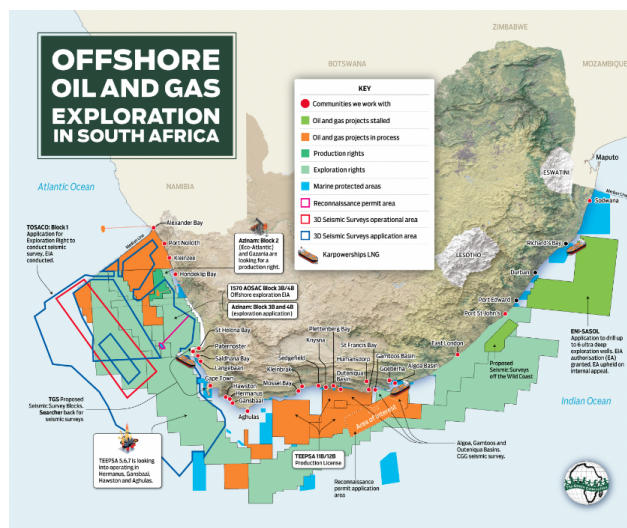 OFFSHORE
OIL AND GAS
EXPLORATION
IN SOUTH AFRICA
ZIMBABWE
BOTSWANA
MOZAMBIQUE
NAMIBIA
Atlantic Ocean
KEY
Communities we work with
Oil and gas projects stalled
Oil and gas projects in process
Production rights
Exploration rights
Marine protected areas
Reconnaissance permit area
3D Seismic Surveys operational area
3D Seismic Surveys application area
Karpowerships LNG
Maputo
ESWATINI
Sodwana
LESOTHO
Richard's Bay
Durban
Port Edward
Port St John's
East London
TOSACO: Block 1
Application for
Exploration Right to
conduct seismic
survey, EIA
conducted.
Alexander Bay
Port Nolloth
Kleinzee
Hondeklip Bay
Azinam: Block 2
(Eco-Atlantic)
and Gazania are
looking for a
production right.
1570 AOSAC Block 3B/4B
Offshore exploration EIA
Azinam: Block 3B and 4B
(exploration application)
St Helena Bay
Paternoster
Saldhana Bay
Langebaan
Cape Town
Hawston
Hermanus
Gansbaai
Aghulas
Plettenberg Bay
Knysna
Sedgefield
Kleinbrak
Mossel Bay
St Francis Bay
Humansdorp
Outeniqua
Basin
Gamtoos Basin
Gqeberha
Algoa Basin
Area of interest
TGS Proposed
Seismic Survey Blocks.
Searcher back for
seismic surveys.
TEEPSA 5,6,7 is looking
into operating in
Hermanus, Gansbaai,
Hawston and Aghulas.
TEEPSA 11B/12B
Production License
Reconnaissance
permit application
area
Algoa, Gamtoos and
Outeniqua Basins.
CGG seismic survey.
Proposed
Seismic Surveys
off the Wild Coast
ENI-SASOL
Application to drill up
to 6 ultra deep
exploration wells. EIA
authorisation (EA)
granted. EA upheld on
internal appeal.
Indian Ocean